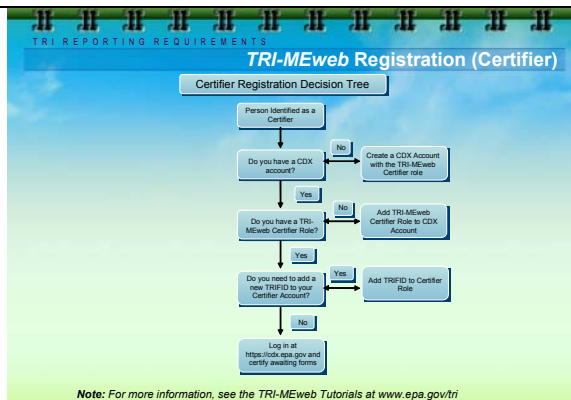 TRI REPORTING REQUIREMENTS
TRI-MEweb Registration (Certifier)
Certifier Registration Decision Tree
Person Identified as a
Certifier
No
Do you have a CDX
account?
Create a CDX Account
with the TRI-MEweb
Certifier role
Yes
No
Do you have a TRI-
MEweb Certifier Role?
Add TRI-MEweb
Certifier Role to CDX
Account
Yes
Yes
Do you need to add a
new TRIFID to your
Certifier Account?
Add TRIFID to Certifier
Role
No
Log in at
https://cdx.epa.gov and
certify awaiting forms
Note: For more information, see the TRI-MEweb Tutorials at www.epa.gov/tri